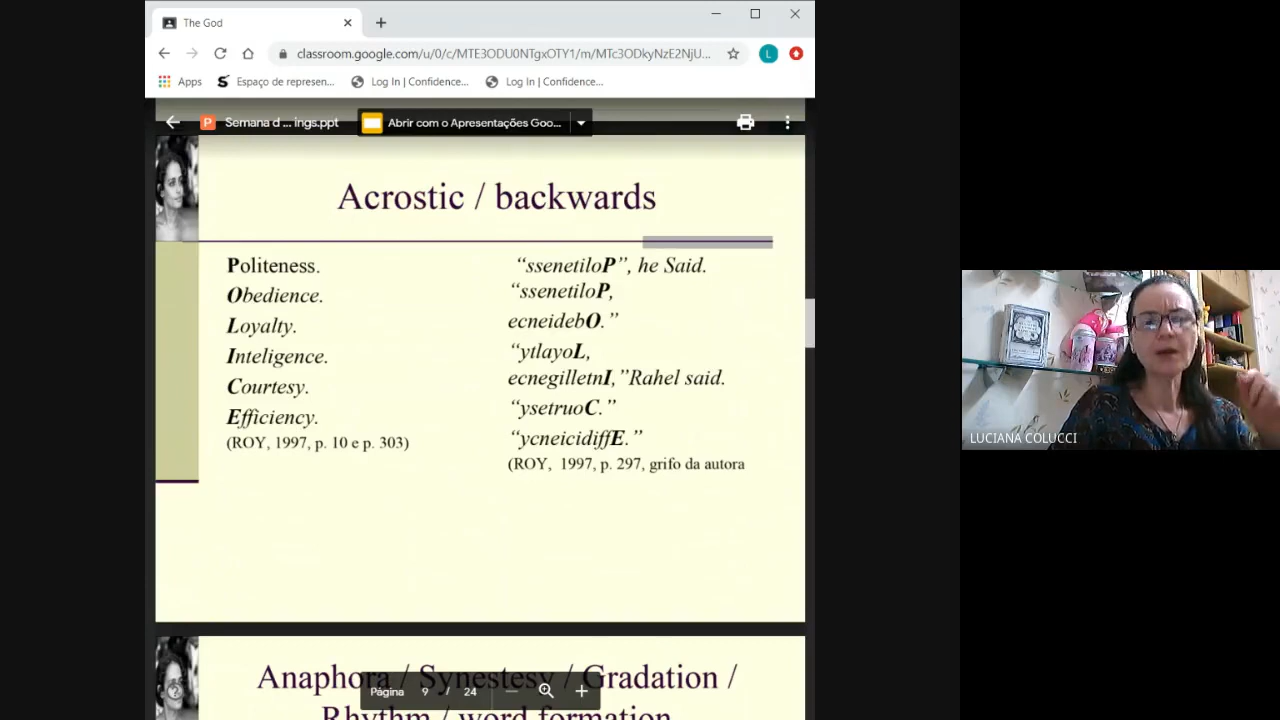 The God
classroom.google.com/u/0/c/MTE3ODU0NTgxOTY1/m/MTc3ODkyNzE2NjU...
L
Apps
Espaço de represen...
Log In | Confidence...
Log In | Confidence...
P
Semana d ... ings.ppt
Abrir com o Apresentações Goo...
Acrostic / backwards
Politeness.
Obedience.
Loyalty.
Inteligence.
Courtesy.
Efficiency.
(ROY, 1997, p. 10 e p. 303)
“ssenetiloP”, he Said.
“ssenetiloP,
ecneidebO.”
“ytlayoL,
ecnegilletnI,”Rahel said.
“ysetruoC.”
“ycneicidiffE.”
(ROY, 1997, p. 297, grifo da autora
LUCIANA COLUCCI
Anaphora / Synestesy / Gradation /
Rhythm / word formation
Página 9 / 24